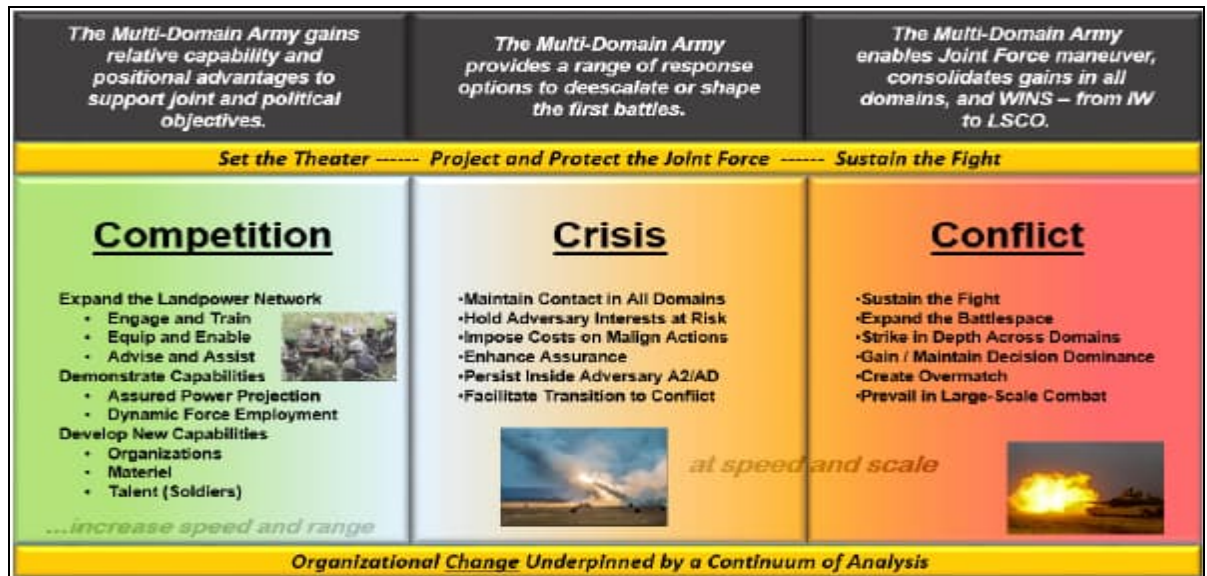 The Multi-Domain Army gains
relative capability and
positional advantages to
support joint and political
objectives.
The Multi-Domain Army
provides a range of response
options to deescalate or shape
the first battles.
The Multi-Domain Army
enables Joint Force maneuver,
consolidates gains in all
domains, and WINS – from IW
to LSCO.
Set the Theater ------ Project and Protect the Joint Force ------ Sustain the Fight
Competition
Expand the Landpower Network
• Engage and Train
• Equip and Enable
• Advise and Assist
Demonstrate Capabilities
• Assured Power Projection
• Dynamic Force Employment
Develop New Capabilities
• Organizations
• Materiel
• Talent (Soldiers)
...increase speed and range
Crisis
•Maintain Contact in All Domains
•Hold Adversary Interests at Risk
•Impose Costs on Malign Actions
•Enhance Assurance
•Persist Inside Adversary A2/AD
•Facilitate Transition to Conflict
at speed and scale
Conflict
•Sustain the Fight
•Expand the Battlespace
•Strike in Depth Across Domains
•Gain / Maintain Decision Dominance
•Create Overmatch
•Prevail in Large-Scale Combat
Organizational Change Underpinned by a Continuum of Analysis